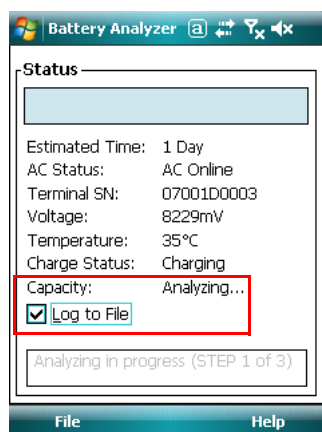 Battery Analyzer a
Status
Estimated Time: 1 Day
AC Status: AC Online
Terminal SN: 07001D0003
Voltage: 8229mV
Temperature: 35°C
Charge Status: Charging
Capacity: Analyzing...
Log to File
Analyzing in progress (STEP 1 of 3)
File Help